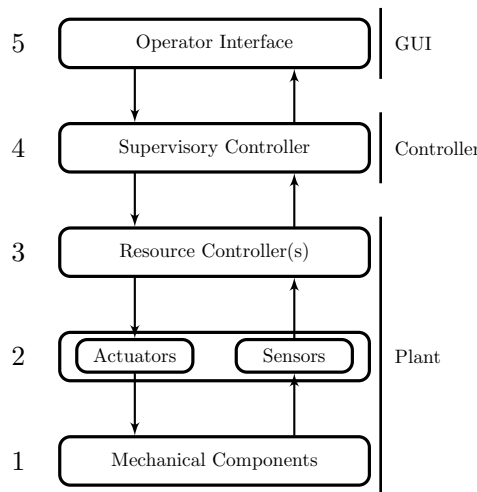 5 Operator Interface GUI
4 Supervisory Controller Controller
3 Resource Controller(s)
2 Actuators Sensors Plant
1 Mechanical Components